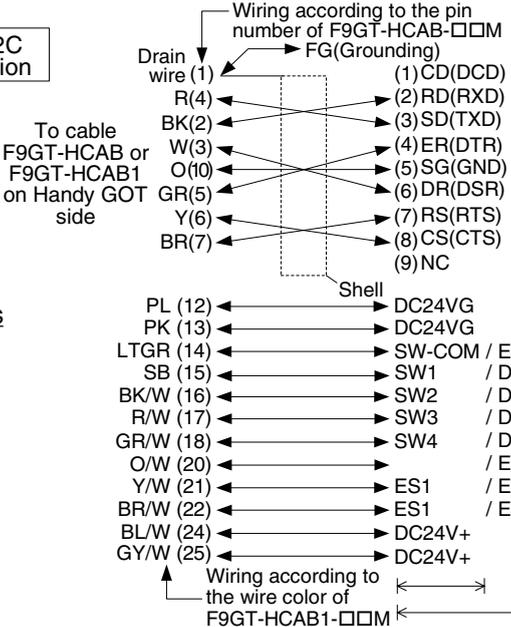 Wiring according to the pin
number of F9GT-HCAB-□□M
2C
ion
FG(Grounding)
Drain
wire (1) (1) CD(DCD)
R(4) (2) RD(RXD)
BK(2) (3) SD(TXD)
W(3) (4) ER(DTR)
O(10) (5) SG(GND)
GR(5) (6) DR(DSR)
Y(6) (7) RS(RTS)
BR(7) (8) CS(CTS)
(9) NC
To cable
F9GT-HCAB or
F9GT-HCAB1
on Handy GOT
side
Shell
s
PL (12) DC24VG
PK (13) DC24VG
LTGR (14) SW-COM / E
SB (15) SW1 / D
BK/W (16) SW2 / D
R/W (17) SW3 / D
GR/W (18) SW4 / D
O/W (20) / E
Y/W (21) ES1 / E
BR/W (22) ES1 / E
BL/W (24) DC24V+
GY/W (25) DC24V+
Wiring according to
the wire color of
F9GT-HCAB1-□□M